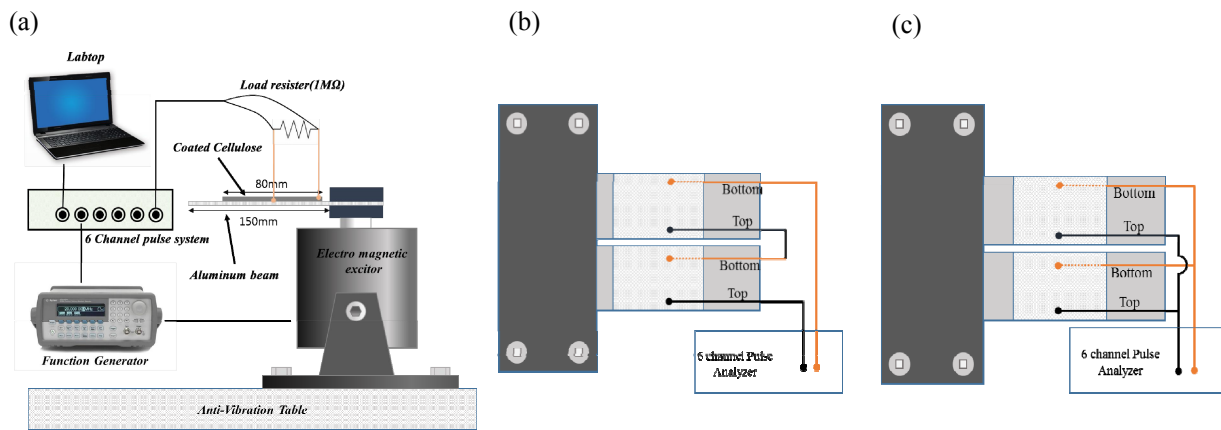 (a)
Labtop
Load resister(1MΩ)
Coated Cellulose
80mm
150mm
6 Channel pulse system
Aluminum beam
Electro magnetic
excitor
Function Generator
Anti-Vibration Table
(b)
Bottom
Top
Bottom
Top
6 channel Pulse
Analyzer
(c)
Bottom
Top
Bottom
Top
6 channel Pulse
Analyzer